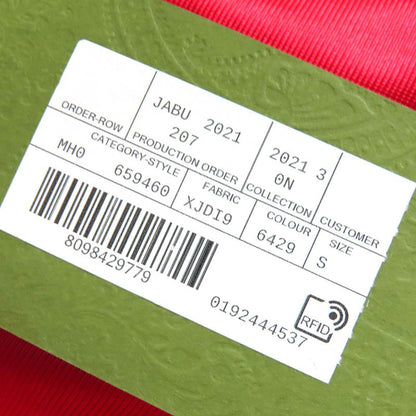 JABU 2021
2021 3
ORDER-ROW
207
0N
PRODUCTION ORDER
COLLECTION
CUSTOMER
CATEGORY-STYLE
FABRIC
COLOUR
SIZE
MH0 659460
XJDI9
6429
S
8098429779
0192444537
RFID